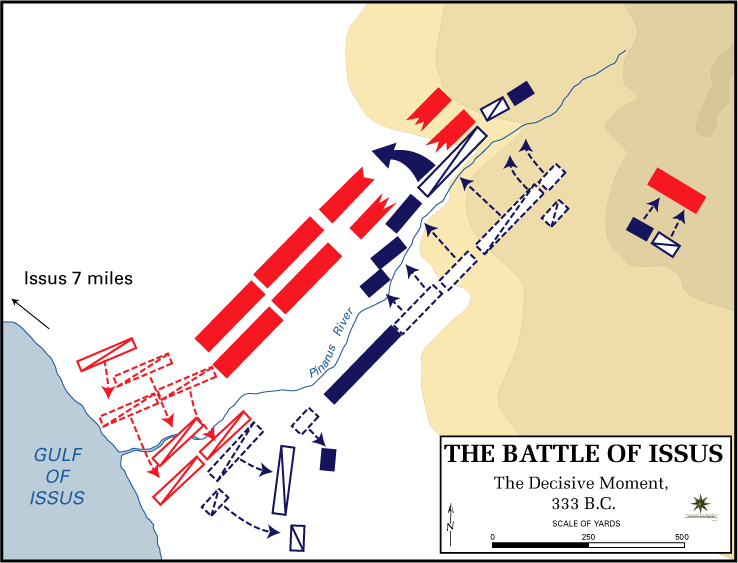 Issus 7 miles
Pinarus River
GULF
OF
ISSUS
THE BATTLE OF ISSUS
The Decisive Moment,
333 B.C.
SCALE OF YARDS
N
0 250 500